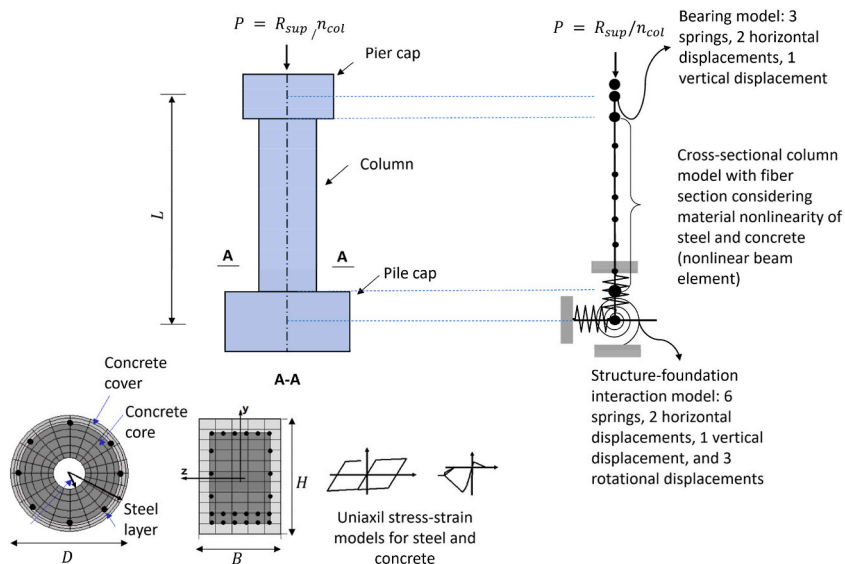 P = R_sup / n_col
Pier cap
Column
L
A
A
Pile cap
P = R_sup/n_col
Bearing model: 3
springs, 2 horizontal
displacements, 1
vertical displacement
Cross-sectional column
model with fiber
section considering
material nonlinearity of
steel and concrete
(nonlinear beam
element)
Structure-foundation
interaction model: 6
springs, 2 horizontal
displacements, 1 vertical
displacement, and 3
rotational displacements
A-A
Concrete
cover
Concrete
core
Steel
layer
D
y
z
H
B
Uniaxil stress-strain
models for steel and
concrete